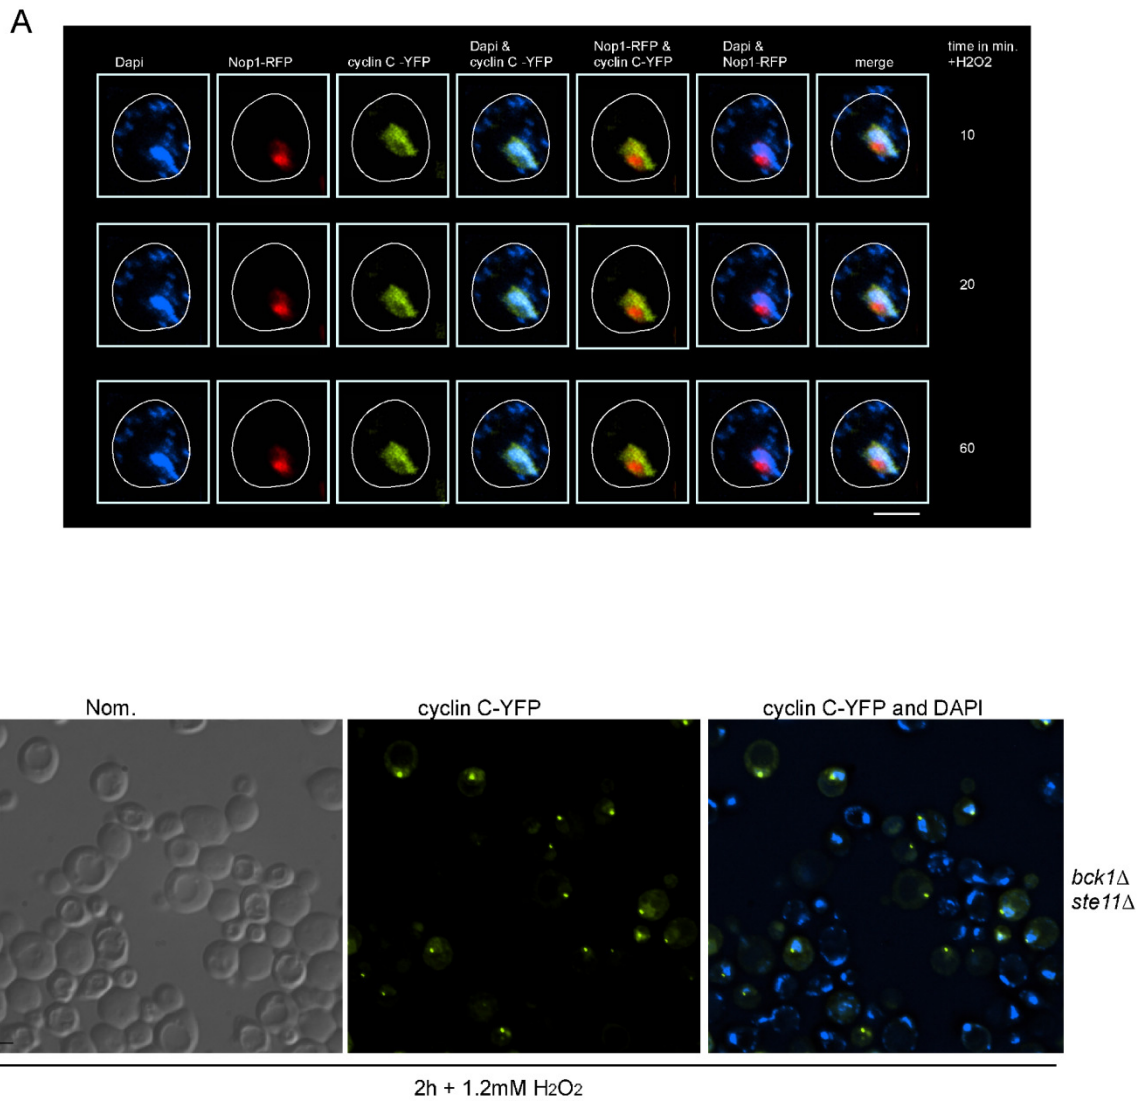 A
Dapi
Nop1-RFP
cyclin C -YFP
Dapi &
cyclin C -YFP
Nop1-RFP &
cyclin C-YFP
Dapi &
Nop1-RFP
merge
time in min.
+H2O2
10
20
60
Nom.
cyclin C-YFP
cyclin C-YFP and DAPI
bck1Δ
ste11Δ
2h + 1.2mM H2O2